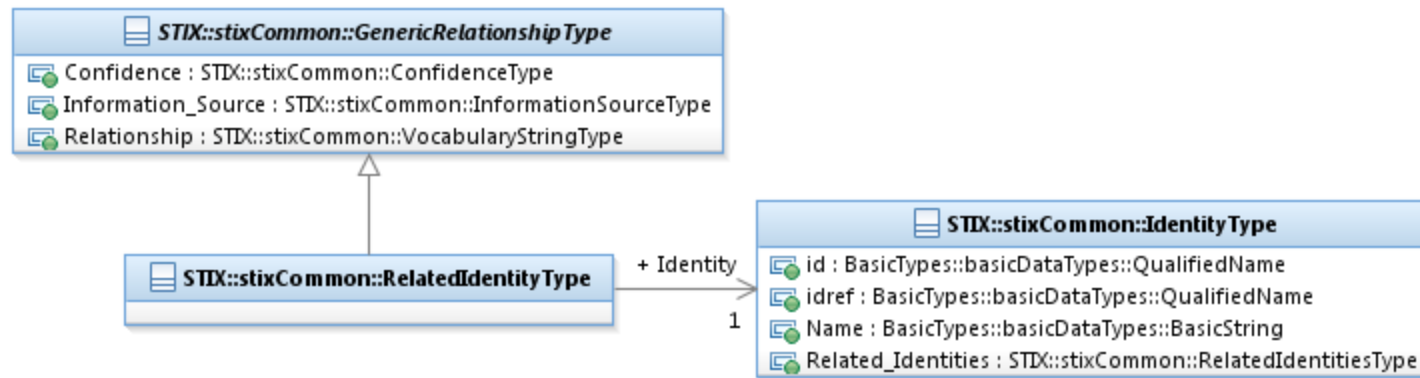 STIX::stixCommon::GenericRelationshipType
Confidence : STIX::stixCommon::ConfidenceType
Information_Source : STIX::stixCommon::InformationSourceType
Relationship : STIX::stixCommon::VocabularyStringType
STIX::stixCommon::RelatedIdentityType
+ Identity
1
STIX::stixCommon::IdentityType
id : BasicTypes::basicDataTypes::QualifiedName
idref : BasicTypes::basicDataTypes::QualifiedName
Name : BasicTypes::basicDataTypes::BasicString
Related_Identities : STIX::stixCommon::RelatedIdentitiesType